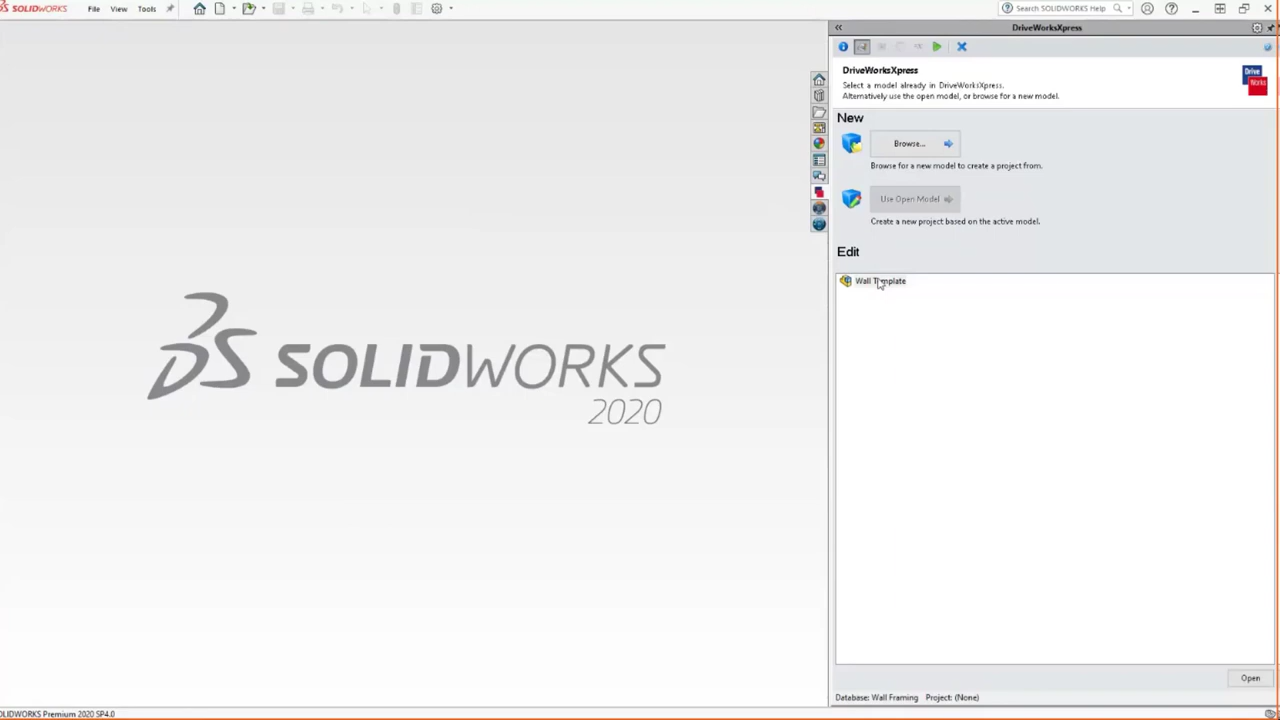 SOLIDWORKS File View Tools Search SOLIDWORKS Help
DriveWorksXpress
DriveWorksXpress
Select a model already in DriveWorksXpress.
Alternatively use the open model, or browse for a new model.
Drive
Works
New
Browse...
Browse for a new model to create a project from.
Use Open Model
Create a new project based on the active model.
Edit
Wall Template
SOLIDWORKS
2020
Open
Database: Wall Framing Project: (None)
OLIDWORKS Premium 2020 SP4.0